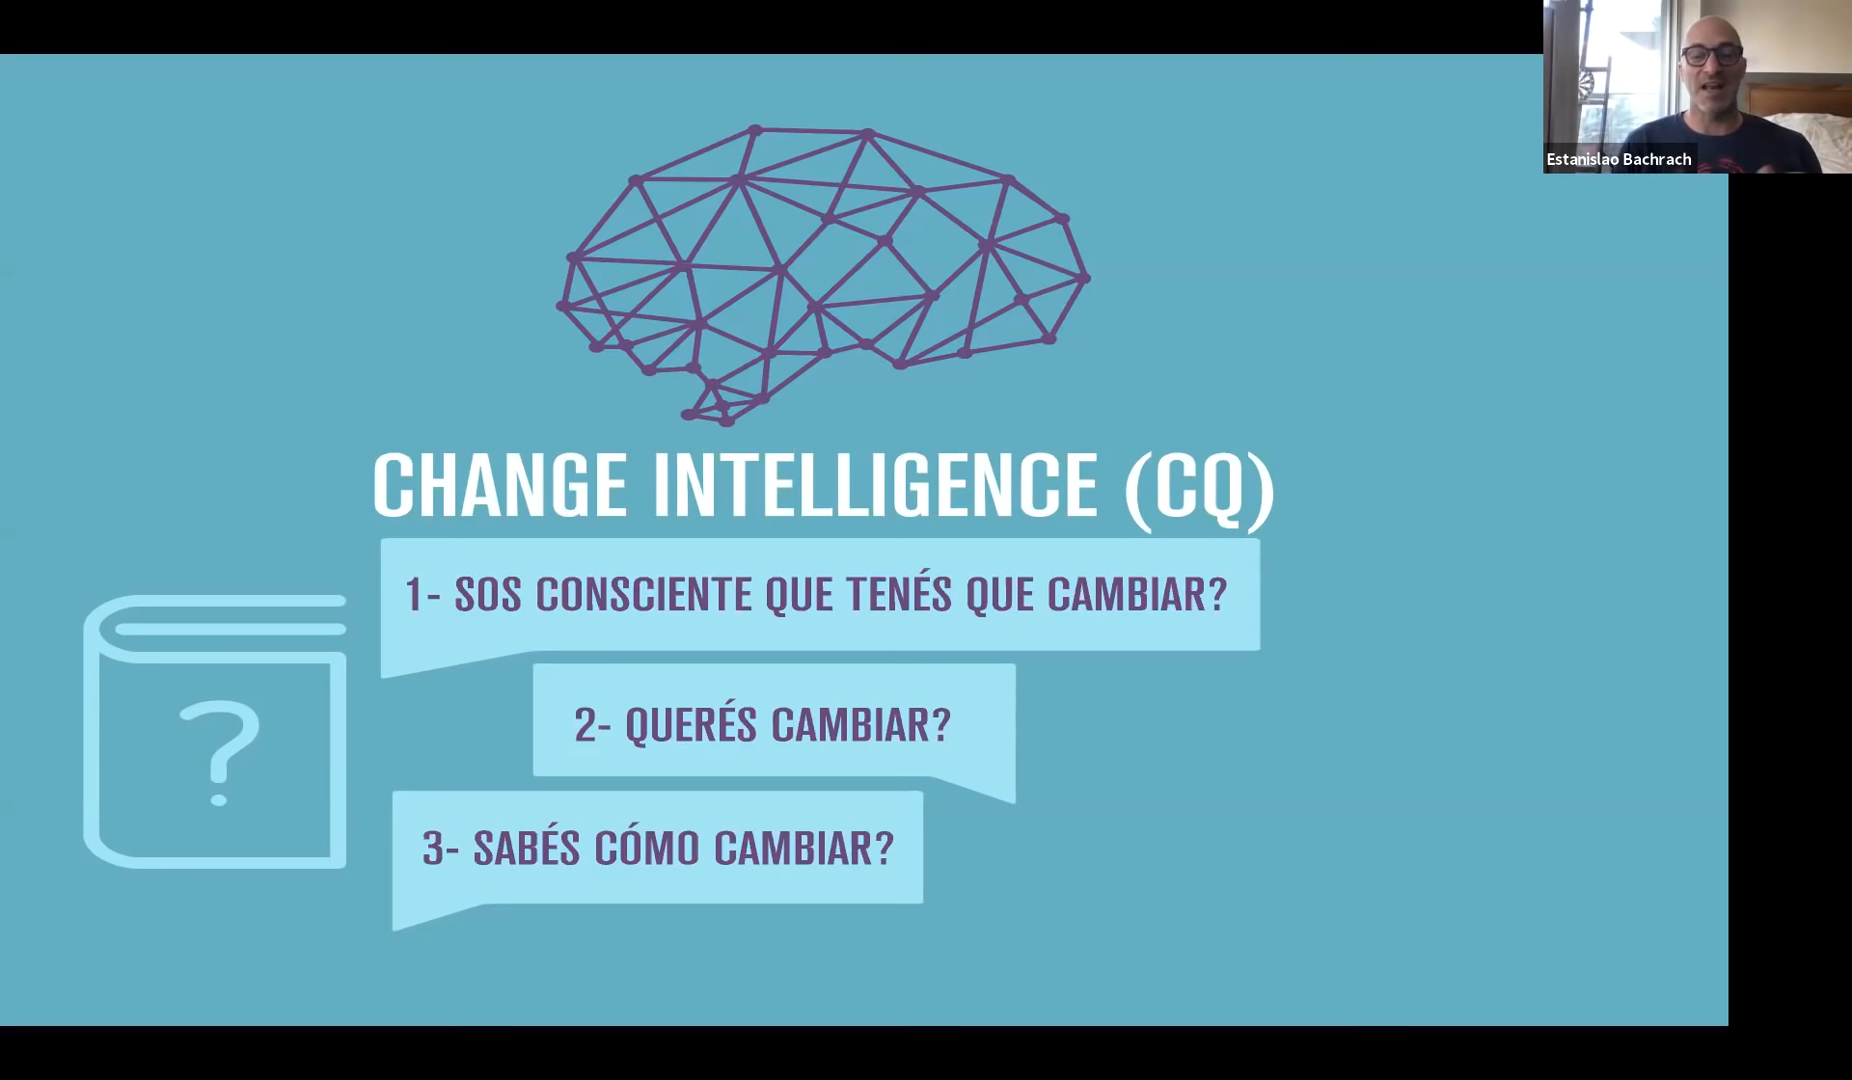 Estanislao Bachrach
CHANGE INTELLIGENCE (CQ)
1- SOS CONSCIENTE QUE TENÉS QUE CAMBIAR?
2- QUERÉS CAMBIAR?
3- SABÉS CÓMO CAMBIAR?
?